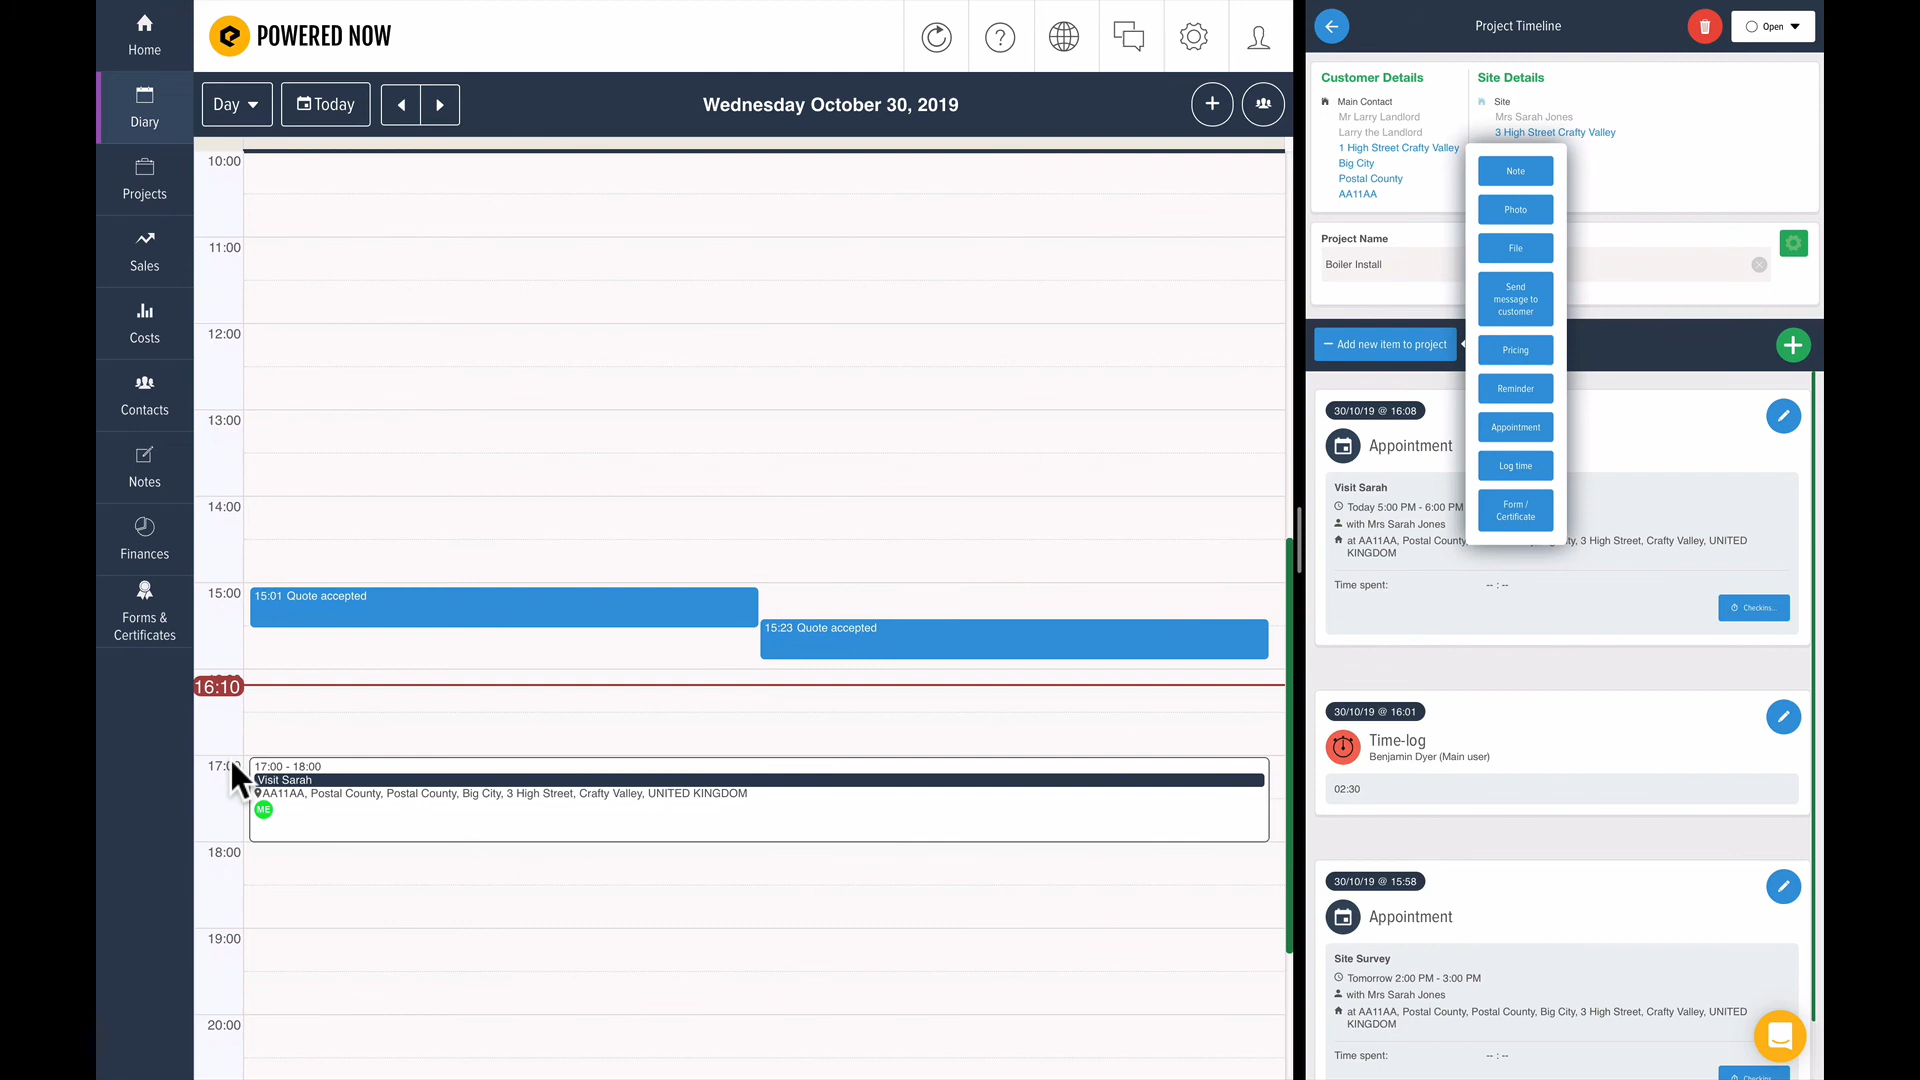 Home
Diary
Projects
Sales
Costs
Contacts
Notes
Finances
Forms &
Certificates
POWERED NOW
Day
Today
Wednesday October 30, 2019
10:00
11:00
12:00
13:00
14:00
15:00
15:01 Quote accepted
15:23 Quote accepted
16:10
17:00
17:00 - 18:00
Visit Sarah
AA11AA, Postal County, Postal County, Big City, 3 High Street, Crafty Valley, UNITED KINGDOM
ME
18:00
19:00
20:00
Project Timeline
Open
Customer Details
Main Contact
Mr Larry Landlord
Larry the Landlord
1 High Street Crafty Valley
Big City
Postal County
AA11AA
Site Details
Site
Mrs Sarah Jones
3 High Street Crafty Valley
Project Name
Boiler Install
Add new item to project
Note
Photo
File
Send
message to
customer
Pricing
Reminder
Appointment
Log time
Form /
Certificate
30/10/19 @ 16:08
Appointment
Visit Sarah
Today 5:00 PM - 6:00 PM
with Mrs Sarah Jones
at AA11AA, Postal County, 3 High Street, Crafty Valley, UNITED
KINGDOM
Time spent: -- : --
Checkins...
30/10/19 @ 16:01
Time-log
Benjamin Dyer (Main user)
02:30
30/10/19 @ 15:58
Appointment
Site Survey
Tomorrow 2:00 PM - 3:00 PM
with Mrs Sarah Jones
at AA11AA, Postal County, Postal County, Big City, 3 High Street, Crafty Valley, UNITED
KINGDOM
Time spent: -- : --
Checkins...